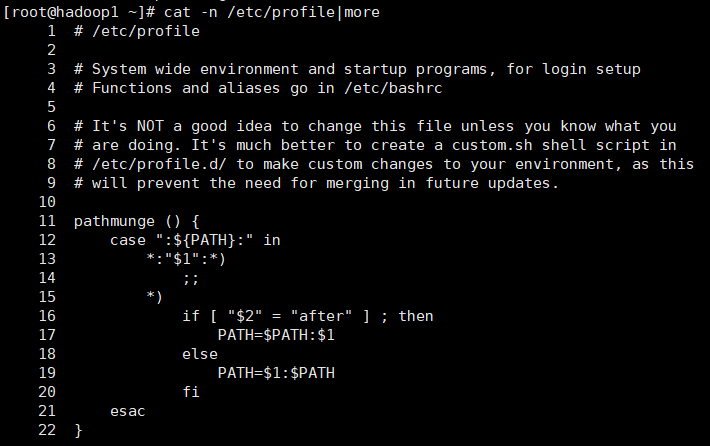 [root@hadoop1 ~]# cat -n /etc/profile|more
     1  # /etc/profile
     2
     3  # System wide environment and startup programs, for login setup
     4  # Functions and aliases go in /etc/bashrc
     5
     6  # It's NOT a good idea to change this file unless you know what you
     7  # are doing. It's much better to create a custom.sh shell script in
     8  # /etc/profile.d/ to make custom changes to your environment, as this
     9  # will prevent the need for merging in future updates.
    10
    11  pathmunge () {
    12      case ":${PATH}:" in
    13          *:"$1":*)
    14              ;;
    15          *)
    16              if [ "$2" = "after" ] ; then
    17                  PATH=$PATH:$1
    18              else
    19                  PATH=$1:$PATH
    20              fi
    21      esac
    22  }